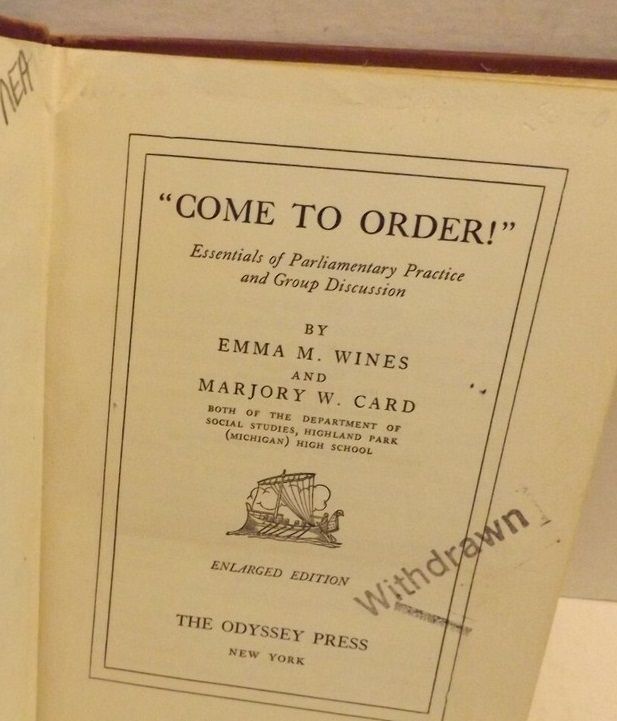 NEA
"COME TO ORDER!"
Essentials of Parliamentary Practice
and Group Discussion
BY
EMMA M. WINES
AND
MARJORY W. CARD
BOTH OF THE DEPARTMENT OF
SOCIAL STUDIES, HIGHLAND PARK
(MICHIGAN) HIGH SCHOOL
ENLARGED EDITION
Withdrawn
THE ODYSSEY PRESS
NEW YORK